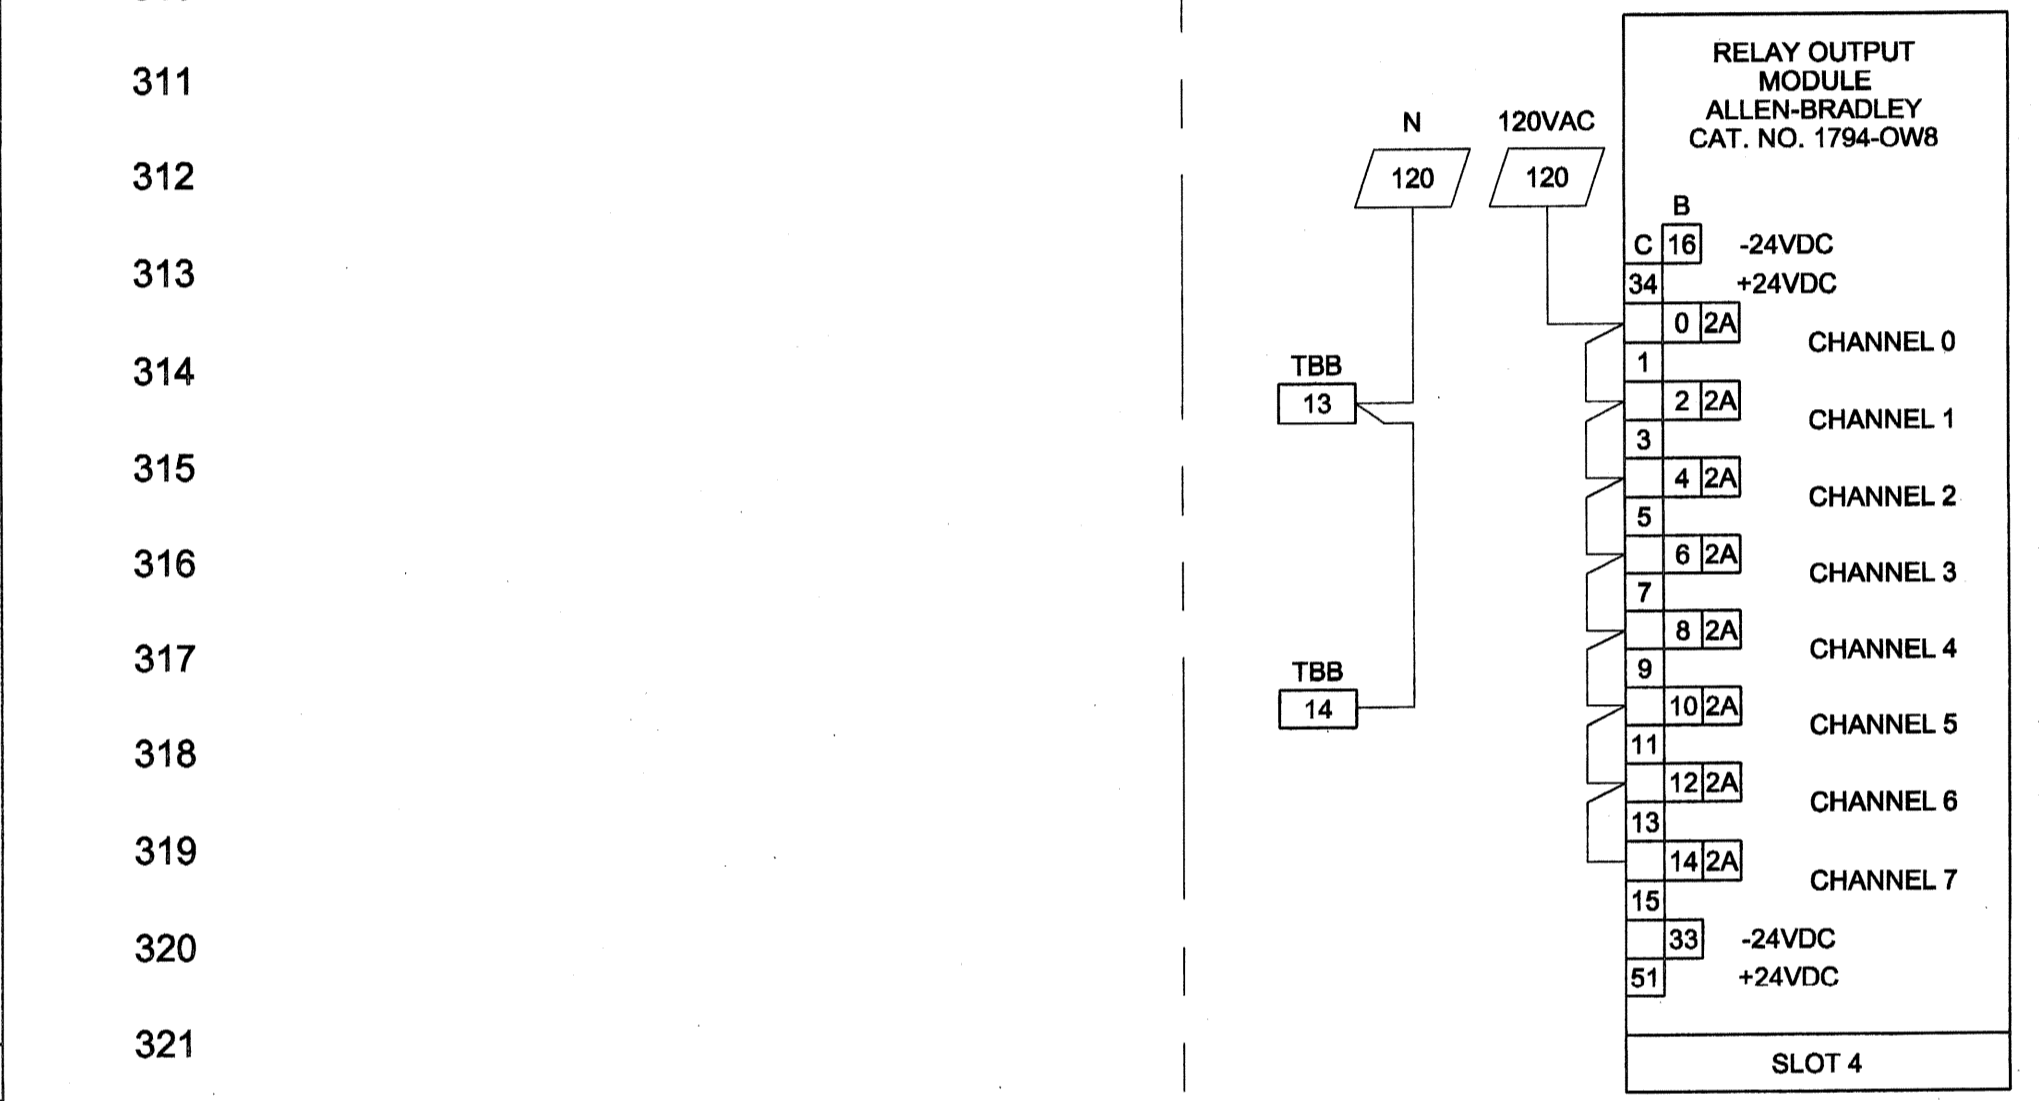 311
312
313
314
315
316
317
318
319
320
321
N
120
120VAC
120
TBB
13
TBB
14
RELAY OUTPUT
MODULE
ALLEN-BRADLEY
CAT. NO. 1794-OW8
B
C 16 -24VDC
34 +24VDC
0 2A
CHANNEL 0
1
2 2A
CHANNEL 1
3
4 2A
CHANNEL 2
5
6 2A
CHANNEL 3
7
8 2A
CHANNEL 4
9
10 2A
CHANNEL 5
11
12 2A
CHANNEL 6
13
14 2A
CHANNEL 7
15
33 -24VDC
51 +24VDC
SLOT 4